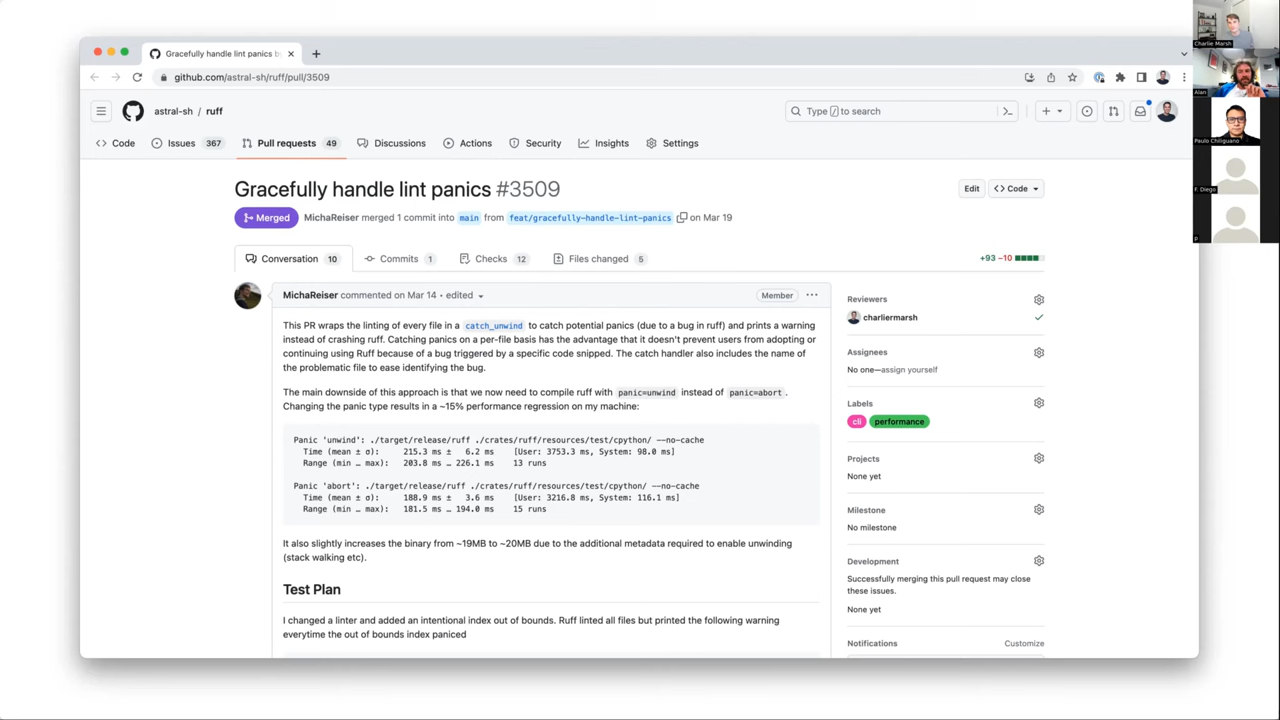 Gracefully handle lint panics b
github.com/astral-sh/ruff/pull/3509
astral-sh / ruff
Type / to search
Code
Issues 367
Pull requests 49
Discussions
Actions
Security
Insights
Settings
Gracefully handle lint panics #3509
Edit
<> Code
Merged
MichaReiser merged 1 commit into main from feat/gracefully-handle-lint-panics on Mar 19
Conversation 10
Commits 1
Checks 12
Files changed 5
+93 −10
MichaReiser commented on Mar 14 • edited
Member
This PR wraps the linting of every file in a catch_unwind to catch potential panics (due to a bug in ruff) and prints a warning
instead of crashing ruff. Catching panics on a per-file basis has the advantage that it doesn't prevent users from adopting or
continuing using Ruff because of a bug triggered by a specific code snipped. The catch handler also includes the name of
the problematic file to ease identifying the bug.
The main downside of this approach is that we now need to compile ruff with panic=unwind instead of panic=abort .
Changing the panic type results in a ~15% performance regression on my machine:
Panic 'unwind': ./target/release/ruff ./crates/ruff/resources/test/cpython/ --no-cache
Time (mean ± σ): 215.3 ms ± 6.2 ms [User: 3753.3 ms, System: 98.0 ms]
Range (min … max): 203.8 ms … 226.1 ms 13 runs
Panic 'abort': ./target/release/ruff ./crates/ruff/resources/test/cpython/ --no-cache
Time (mean ± σ): 188.9 ms ± 3.6 ms [User: 3216.8 ms, System: 116.1 ms]
Range (min … max): 181.5 ms … 194.0 ms 15 runs
It also slightly increases the binary from ~19MB to ~20MB due to the additional metadata required to enable unwinding
(stack walking etc).
Test Plan
I changed a linter and added an intentional index out of bounds. Ruff linted all files but printed the following warning
everytime the out of bounds index paniced
Reviewers
charliermarsh
Assignees
No one—assign yourself
Labels
cli performance
Projects
None yet
Milestone
No milestone
Development
Successfully merging this pull request may close
these issues.
None yet
Notifications
Customize
Charlie Marsh
Alan
Paulo Chiliguano
F. Diego
P